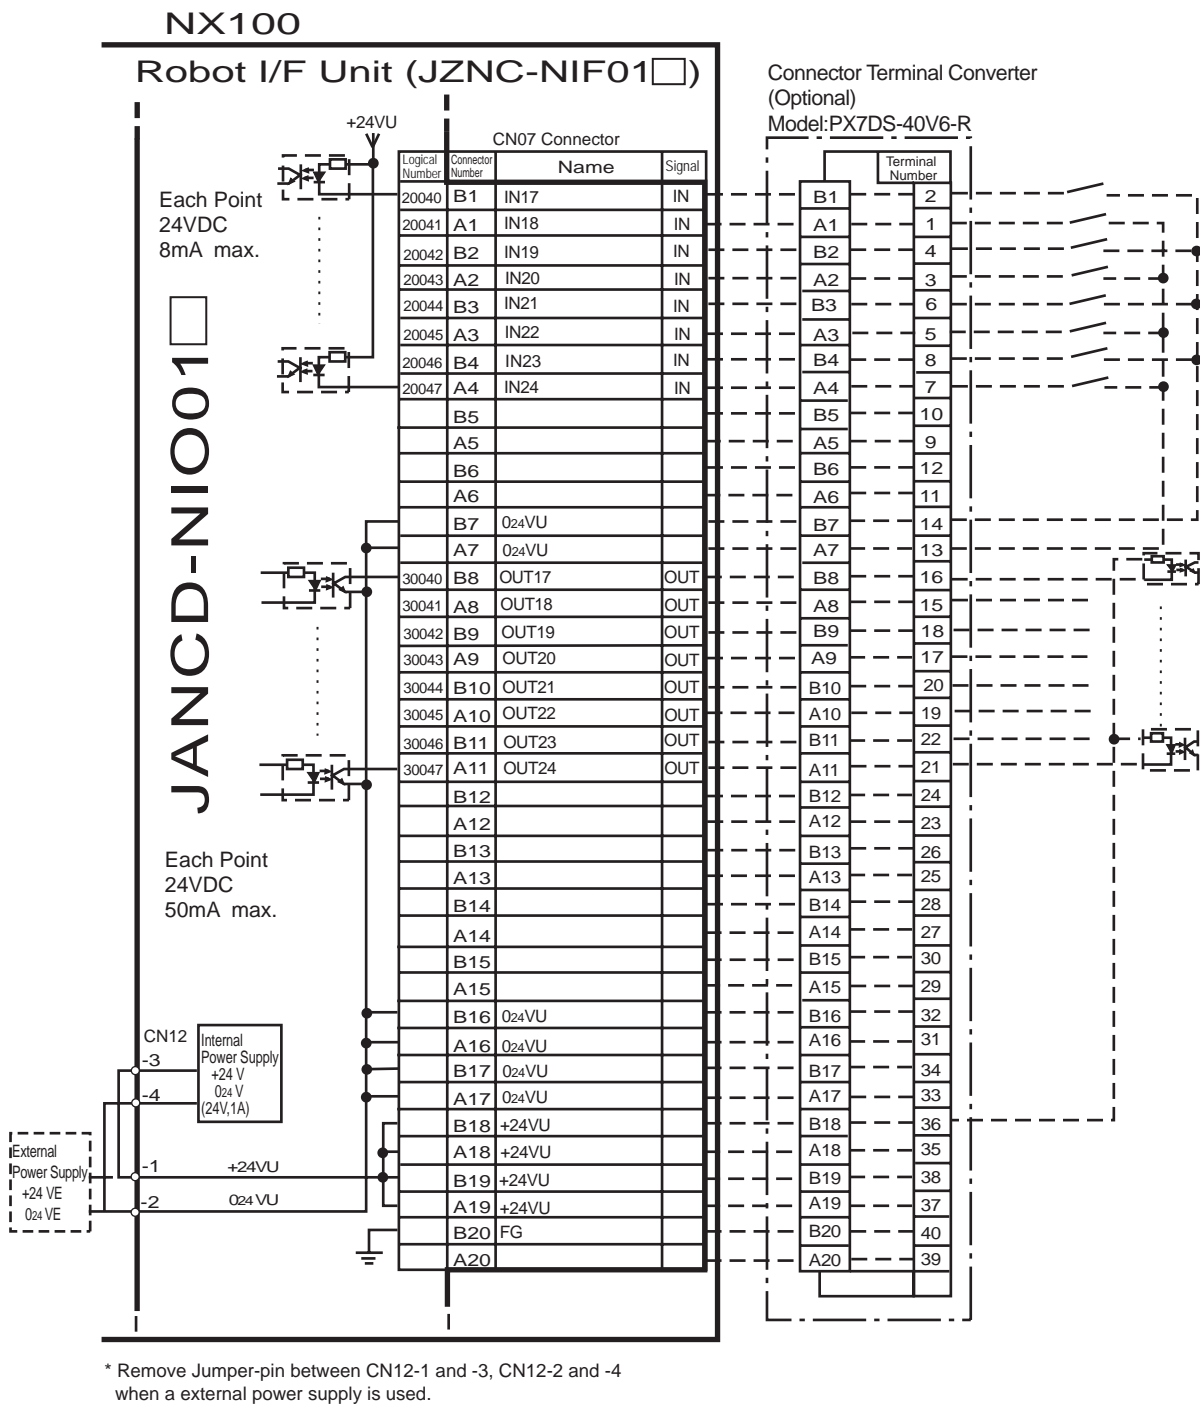 NX100
Robot I/F Unit (JZNC-NIF01□)
Connector Terminal Converter
(Optional)
Model:PX7DS-40V6-R
+24VU
CN07 Connector
Logical Number Connector Number Name Signal
Terminal Number
Each Point
24VDC
8mA max.
JANCD-NIO01□
20040 B1 IN17 IN B1 2
20041 A1 IN18 IN A1 1
20042 B2 IN19 IN B2 4
20043 A2 IN20 IN A2 3
20044 B3 IN21 IN B3 6
20045 A3 IN22 IN A3 5
20046 B4 IN23 IN B4 8
20047 A4 IN24 IN A4 7
B5 B5 10
A5 A5 9
B6 B6 12
A6 A6 11
B7 024VU B7 14
A7 024VU A7 13
30040 B8 OUT17 OUT B8 16
30041 A8 OUT18 OUT A8 15
30042 B9 OUT19 OUT B9 18
30043 A9 OUT20 OUT A9 17
30044 B10 OUT21 OUT B10 20
30045 A10 OUT22 OUT A10 19
30046 B11 OUT23 OUT B11 22
30047 A11 OUT24 OUT A11 21
B12 B12 24
A12 A12 23
B13 B13 26
A13 A13 25
B14 B14 28
A14 A14 27
B15 B15 30
A15 A15 29
B16 024VU B16 32
A16 024VU A16 31
B17 024VU B17 34
A17 024VU A17 33
B18 +24VU B18 36
A18 +24VU A18 35
B19 +24VU B19 38
A19 +24VU A19 37
B20 FG B20 40
A20 A20 39
Each Point
24VDC
50mA max.
CN12
-3
-4
Internal
Power Supply
+24 V
024 V
(24V,1A)
External
Power Supply
+24 VE
024 VE
-1 +24VU
-2 024 VU
* Remove Jumper-pin between CN12-1 and -3, CN12-2 and -4
when a external power supply is used.